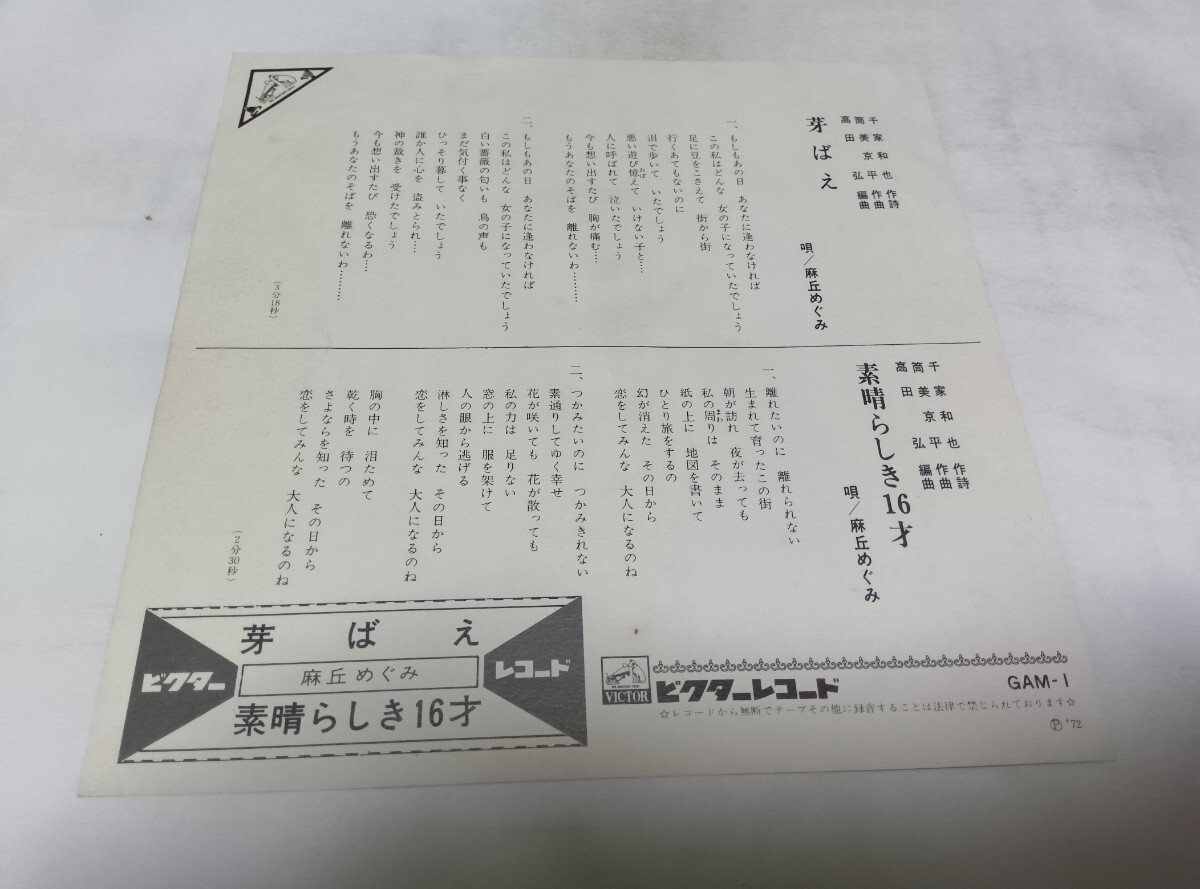 千家和也 作詩
筒美京平 作曲
高田弘 編曲
芽ばえ
唄/麻丘めぐみ
一、もしもあの日 あなたに逢わなければ
この私はどんな 女の子になっていたでしょう
足に豆をこさえて 街から街
行くあてもないのに
泪で歩いて いたでしょう
悪い遊び憶えて いけない子と…
人に呼ばれて 泣いたでしょう
今も想い出すたび 胸が痛む…
もうあなたのそばを 離れないわ………
二、もしもあの日 あなたに逢わなければ
この私はどんな 女の子になっていたでしょう
白い薔薇の匂いも 鳥の声も
まだ気付く事なく
ひっそり暮して いたでしょう
誰か人に心を 盗みとられ…
神の裁きを 受けたでしょう
今も想い出すたび 恐くなるわ…
もうあなたのそばを 離れないわ………
(3分18秒)
千家和也 作詩
筒美京平 作曲
高田弘 編曲
素晴らしき16才
唄/麻丘めぐみ
一、離れたいのに 離れられない
生まれて育ったこの街
朝が訪れ 夜が去っても
私の周りは そのまま
まわ
紙の上に 地図を書いて
ひとり旅をするの
幻が消えた その日から
恋をしてみんな 大人になるのね
二、つかみたいのに つかみきれない
素通りしてゆく幸せ
花が咲いても 花が散っても
私の力は 足りない
窓の上に 服を架けて
人の眼から逃げる
淋しさを知った その日から
恋をしてみんな 大人になるのね
胸の中に 泪ためて
乾く時を 待つの
さよならを知った その日から
恋をしてみんな 大人になるのね
(2分30秒)
芽ばえ
ビクター
麻丘めぐみ
レコード
素晴らしき16才
VICTOR
ビクターレコード
GAM-1
☆レコードから無断でテープその他に録音することは法律で禁じられております☆
Ⓟ '72